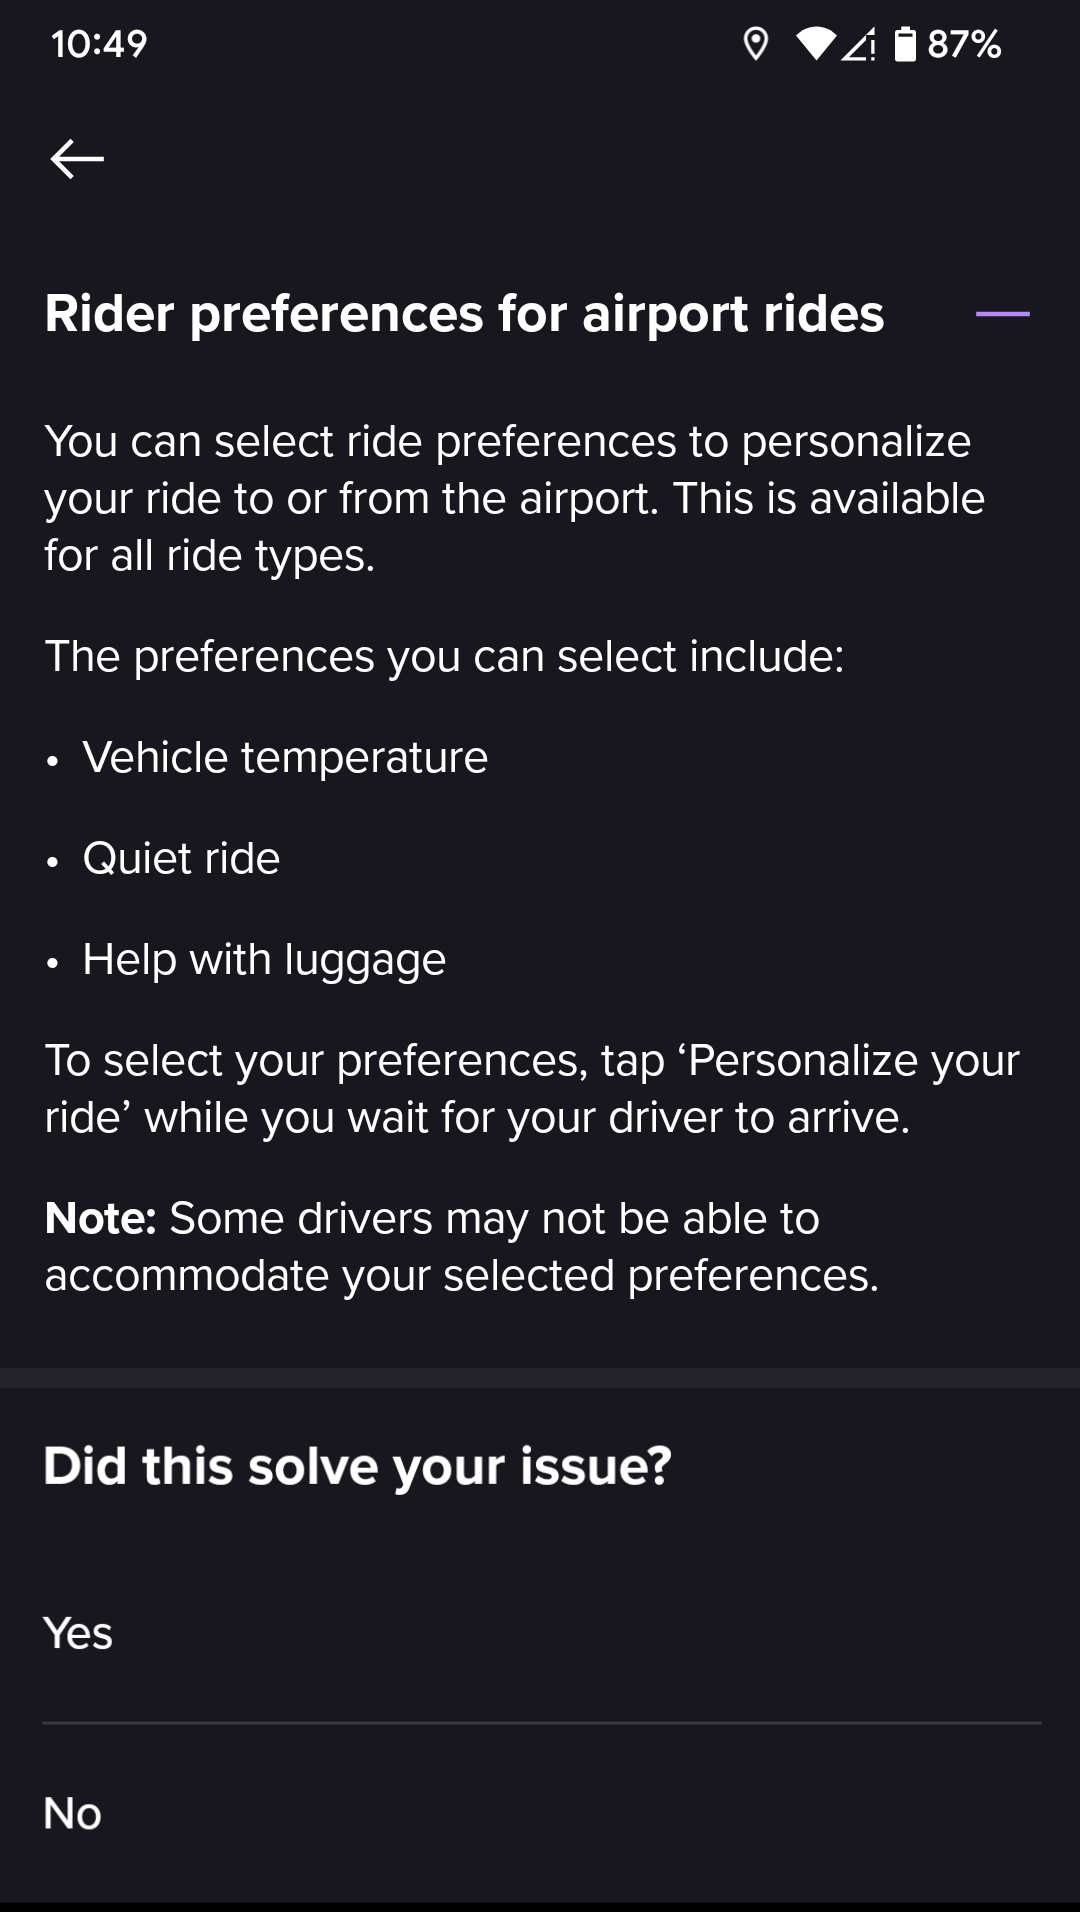 10:49
87%
Rider preferences for airport rides
You can select ride preferences to personalize
your ride to or from the airport. This is available
for all ride types.
The preferences you can select include:
• Vehicle temperature
• Quiet ride
• Help with luggage
To select your preferences, tap ‘Personalize your
ride’ while you wait for your driver to arrive.
Note: Some drivers may not be able to
accommodate your selected preferences.
Did this solve your issue?
Yes
No